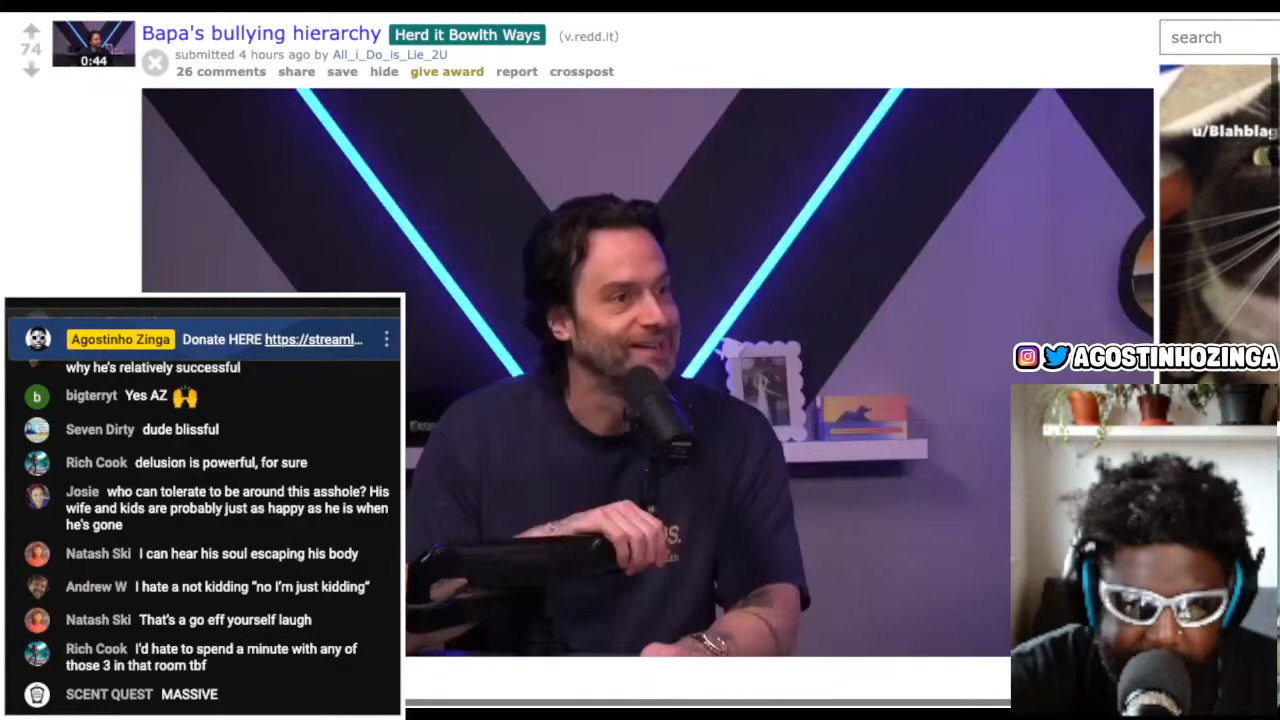 74
0:44
Bapa's bullying hierarchy Herd it Bowlth Ways (v.redd.it)
submitted 4 hours ago by All_i_Do_is_Lie_2U
26 comments share save hide give award report crosspost
search
u/Blahblag
Agostinho Zinga Donate HERE https://streaml...
why he's relatively successful
b bigterryt Yes AZ 🙌
Seven Dirty dude blissful
Rich Cook delusion is powerful, for sure
Josie who can tolerate to be around this asshole? His
wife and kids are probably just as happy as he is when
he's gone
Natash Ski I can hear his soul escaping his body
Andrew W I hate a not kidding “no I’m just kidding”
Natash Ski That’s a go eff yourself laugh
Rich Cook I'd hate to spend a minute with any of
those 3 in that room tbf
SCENT QUEST MASSIVE
AGOSTINHOZINGA